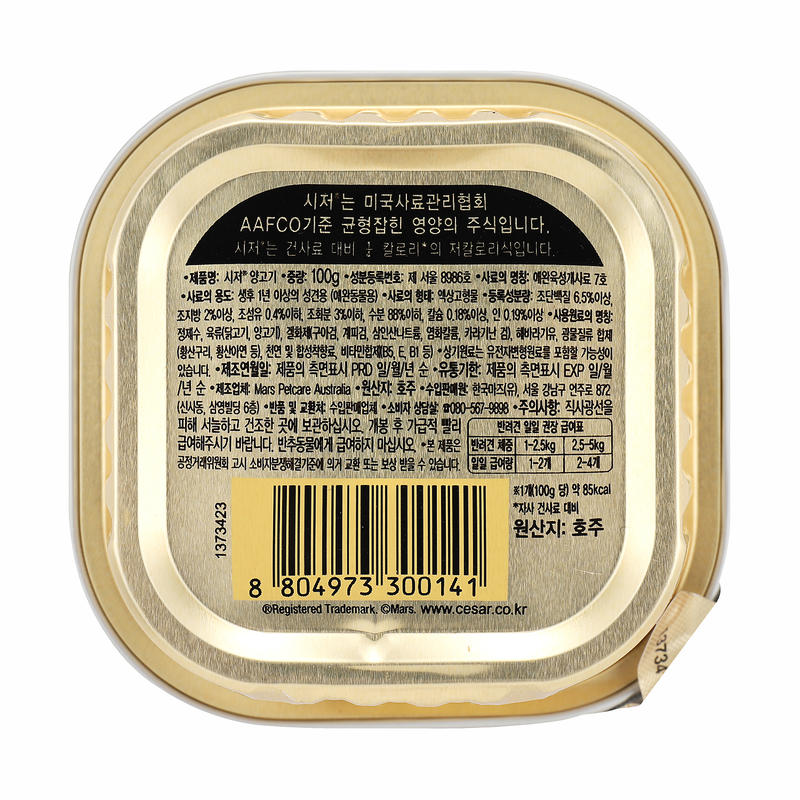 시저®는 미국사료관리협회
AAFCO기준 균형잡힌 영양의 주식입니다.
시저®는 건사료 대비 ⅓ 칼로리*의 저칼로리식입니다.
•제품명: 시저® 양고기 •중량: 100g •성분등록번호: 제 서울 8986호 •사료의 명칭: 애완육성개사료 7호
•사료의 용도: 생후 1년 이상의 성견용 (애완동물용) •사료의 형태: 액상고형물 •등록성분량: 조단백질 6.5%이상,
조지방 2%이상, 조섬유 0.4%이하, 조회분 3%이하, 수분 88%이하, 칼슘 0.18%이상, 인 0.19%이상 •사용원료의 명칭:
정제수, 육류(닭고기, 양고기), 겔화제(구아검, 계피검, 삼인산나트륨, 염화칼륨, 카라기난 검), 해바라기유, 광물질류 합제
(황산구리, 황산아연 등), 천연 및 합성착향료, 비타민합제(B5, E, B1 등) •상기원료는 유전자변형원료를 포함할 가능성이
있습니다. •제조연월일: 제품의 측면표시 PRD 일/월/년 순 •유통기한: 제품의 측면표시 EXP 일/월
/년 순 •제조업체: Mars Petcare Australia •원산지: 호주 •수입판매원: 한국마즈(유), 서울 강남구 언주로 872
(신사동, 삼영빌딩 6층) •반품 및 교환처: 수입판매업체 •소비자 상담실: ☎080-567-9898 •주의사항: 직사광선을
피해 서늘하고 건조한 곳에 보관하십시오. 개봉 후 가급적 빨리
급여해주시기 바랍니다. 반추동물에게 급여하지 마십시오. •본 제품은
공정거래위원회 고시 소비자분쟁해결기준에 의거 교환 또는 보상 받을 수 있습니다.
반려견 일일 권장 급여표
반려견 체중 1-2.5kg 2.5-5kg
일일 급여량 1-2개 2-4개
※1개(100g 당) 약 85kcal
*자사 건사료 대비
원산지: 호주
1373423
8 804973 300141
®Registered Trademark. ©Mars. www.cesar.co.kr